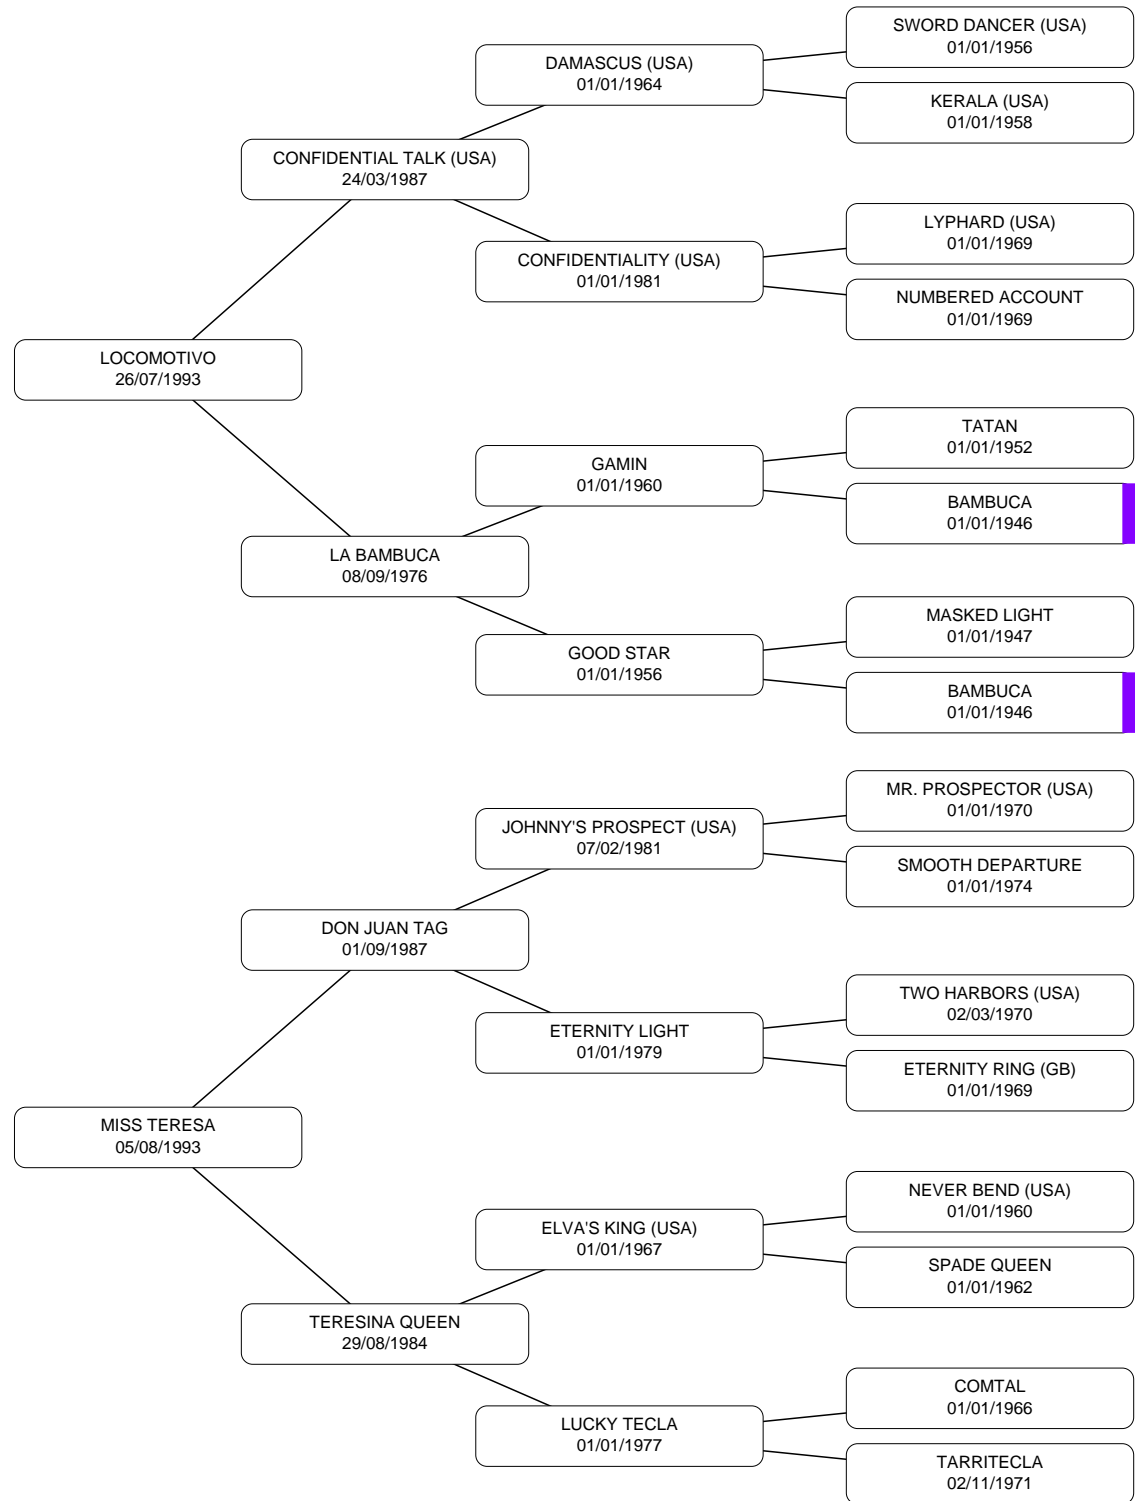 SWORD DANCER (USA)
01/01/1956
DAMASCUS (USA)
01/01/1964
KERALA (USA)
01/01/1958
CONFIDENTIAL TALK (USA)
24/03/1987
LYPHARD (USA)
01/01/1969
CONFIDENTIALITY (USA)
01/01/1981
NUMBERED ACCOUNT
01/01/1969
LOCOMOTIVO
26/07/1993
TATAN
01/01/1952
GAMIN
01/01/1960
BAMBUCA
01/01/1946
LA BAMBUCA
08/09/1976
MASKED LIGHT
01/01/1947
GOOD STAR
01/01/1956
BAMBUCA
01/01/1946
MR. PROSPECTOR (USA)
01/01/1970
JOHNNY'S PROSPECT (USA)
07/02/1981
SMOOTH DEPARTURE
01/01/1974
DON JUAN TAG
01/09/1987
TWO HARBORS (USA)
02/03/1970
ETERNITY LIGHT
01/01/1979
ETERNITY RING (GB)
01/01/1969
MISS TERESA
05/08/1993
NEVER BEND (USA)
01/01/1960
ELVA'S KING (USA)
01/01/1967
SPADE QUEEN
01/01/1962
TERESINA QUEEN
29/08/1984
COMTAL
01/01/1966
LUCKY TECLA
01/01/1977
TARRITECLA
02/11/1971